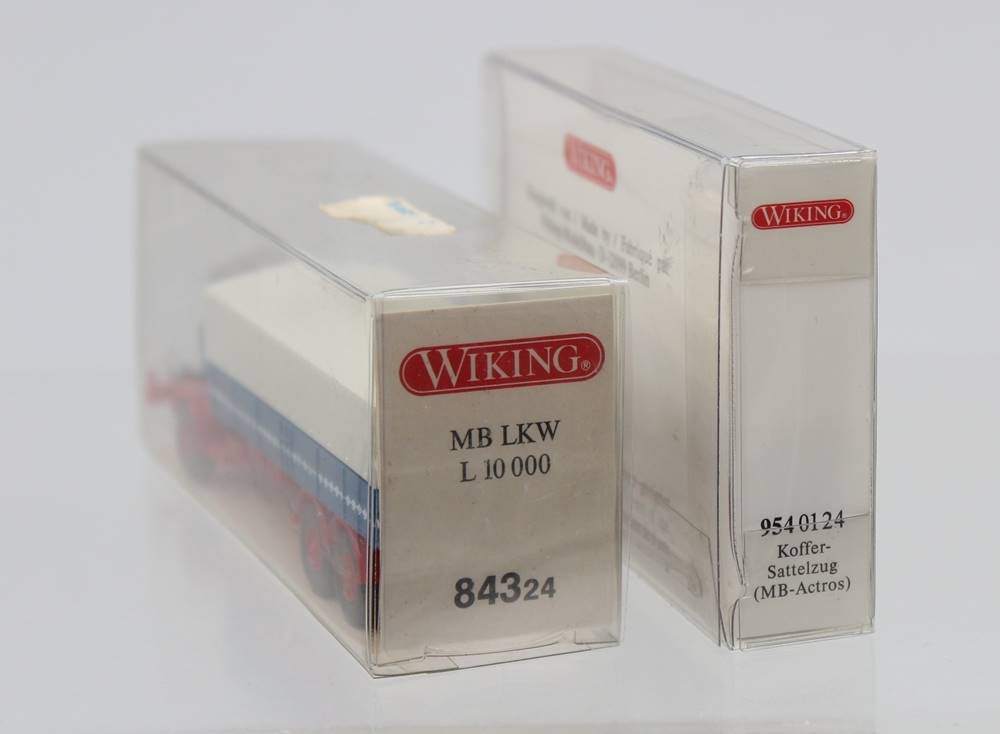 WIKING®
MB LKW
L 10 000
84324
WIKING®
954 01 24
Koffer-
Sattelzug
(MB-Actros)
WIKING